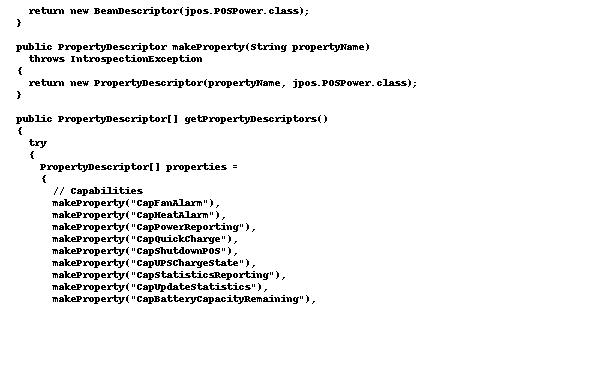 return new BeanDescriptor(jpos.POSPower.class);
}
public PropertyDescriptor makeProperty(String propertyName)
throws IntrospectionException
{
return new PropertyDescriptor(propertyName, jpos.POSPower.class);
}
public PropertyDescriptor[] getPropertyDescriptors()
{
try
{
PropertyDescriptor[] properties =
{
// Capabilities
makeProperty("CapFanAlarm"),
makeProperty("CapHeatAlarm"),
makeProperty("CapPowerReporting"),
makeProperty("CapQuickCharge"),
makeProperty("CapShutdownPOS"),
makeProperty("CapUPSChargeState"),
makeProperty("CapStatisticsReporting"),
makeProperty("CapUpdateStatistics"),
makeProperty("CapBatteryCapacityRemaining"),